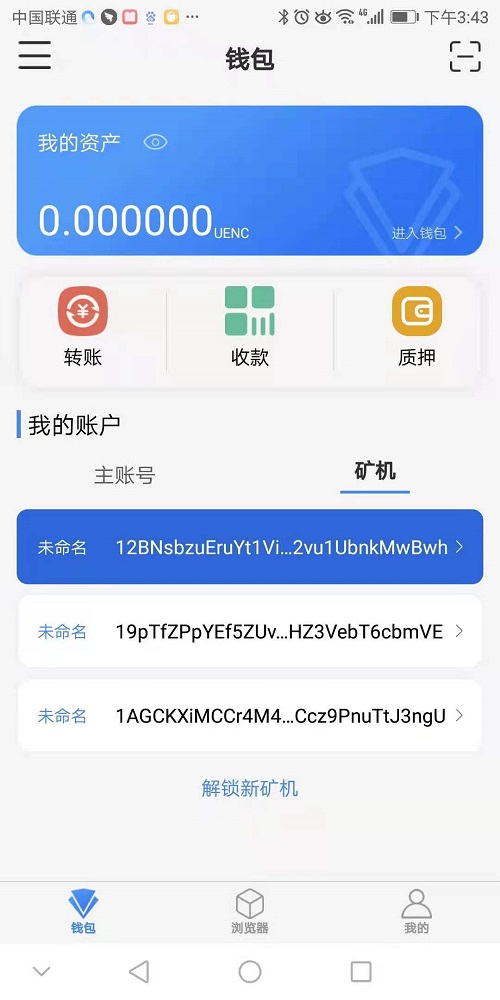 中国联通 4G 下午3:43
钱包
我的资产
0.000000UENC
进入钱包
转账 收款 质押
我的账户
主账号 矿机
未命名 12BNsbzuEruYt1Vi...2vu1UbnkMwBwh
未命名 19pTfZPpYEf5ZUv...HZ3VebT6cbmVE
未命名 1AGCKXiMCCr4M4...Ccz9PnuTtJ3ngU
解锁新矿机
钱包 浏览器 我的